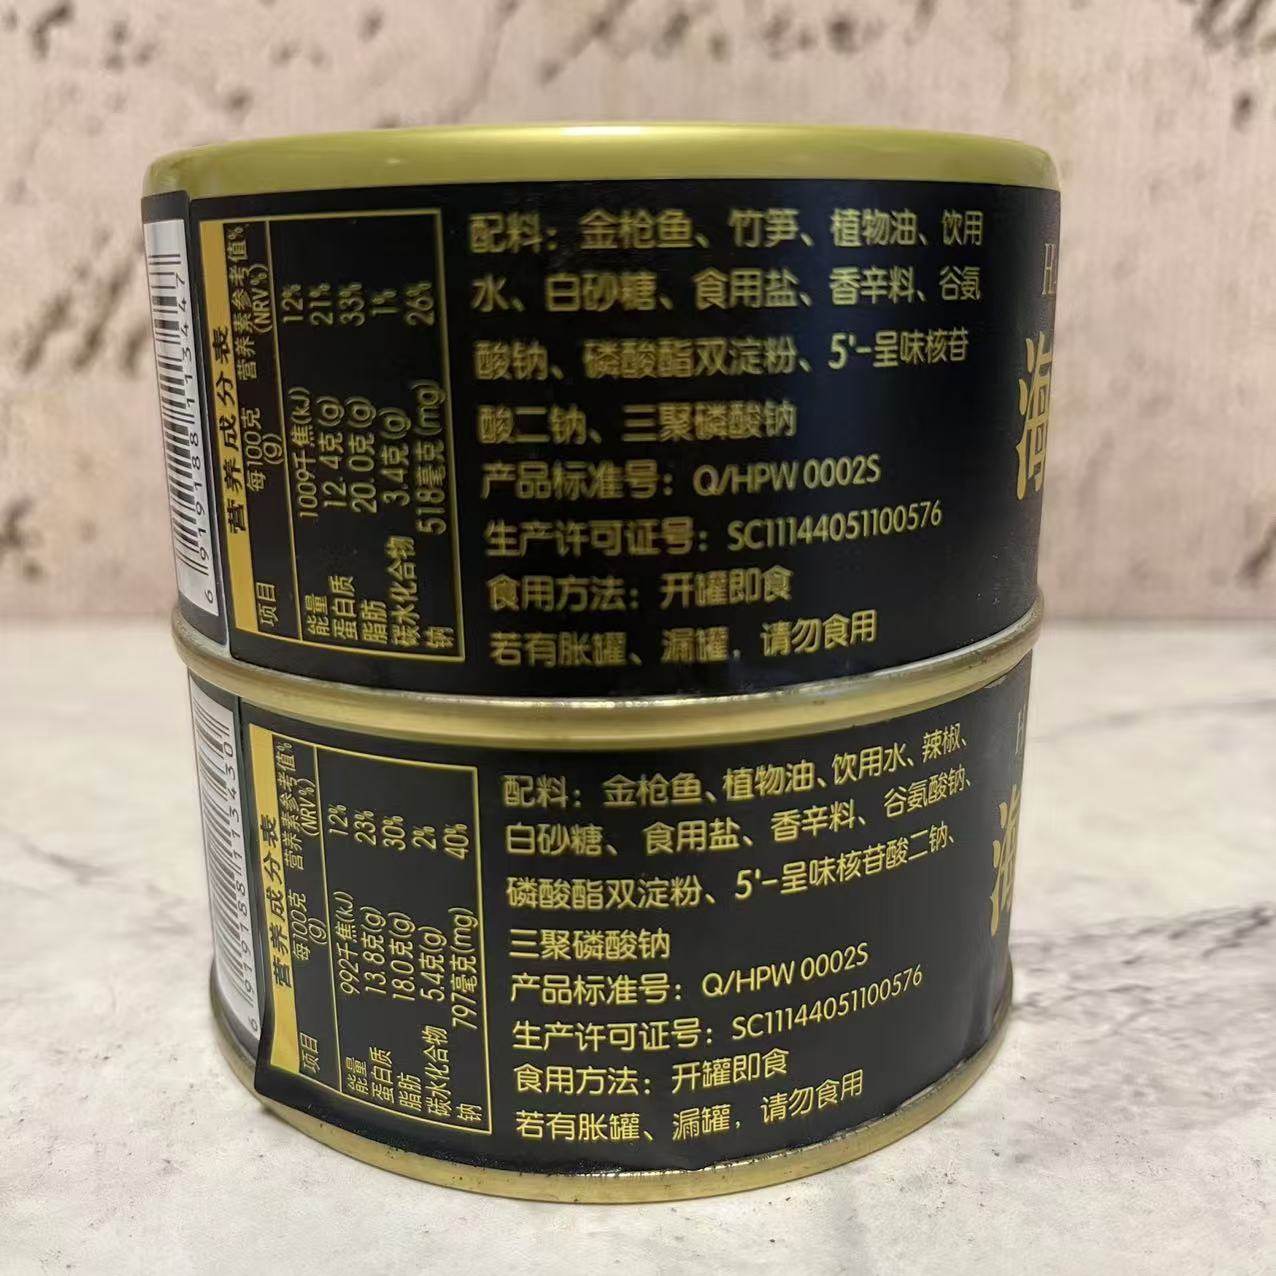 营养成分表
项目 每100克(g) 营养素参考值%(NRV%)
能量 1009千焦(kJ) 12%
蛋白质 12.4克(g) 21%
脂肪 20.0克(g) 33%
碳水化合物 3.4克(g) 1%
钠 518毫克(mg) 26%
配料：金枪鱼、竹笋、植物油、饮用
水、白砂糖、食用盐、香辛料、谷氨
酸钠、磷酸酯双淀粉、5'-呈味核苷
酸二钠、三聚磷酸钠
产品标准号：Q/HPW 0002S
生产许可证号：SC11144051100576
食用方法：开罐即食
若有胀罐、漏罐，请勿食用
6 919188 113447
H
海
营养成分表
项目 每100克(g) 营养素参考值%(NRV%)
能量 992千焦(kJ) 12%
蛋白质 13.8克(g) 23%
脂肪 18.0克(g) 30%
碳水化合物 5.4克(g) 2%
钠 797毫克(mg) 40%
配料：金枪鱼、植物油、饮用水、辣椒、
白砂糖、食用盐、香辛料、谷氨酸钠、
磷酸酯双淀粉、5'-呈味核苷酸二钠、
三聚磷酸钠
产品标准号：Q/HPW 0002S
生产许可证号：SC11144051100576
食用方法：开罐即食
若有胀罐、漏罐，请勿食用
6 919188 113430
H
海